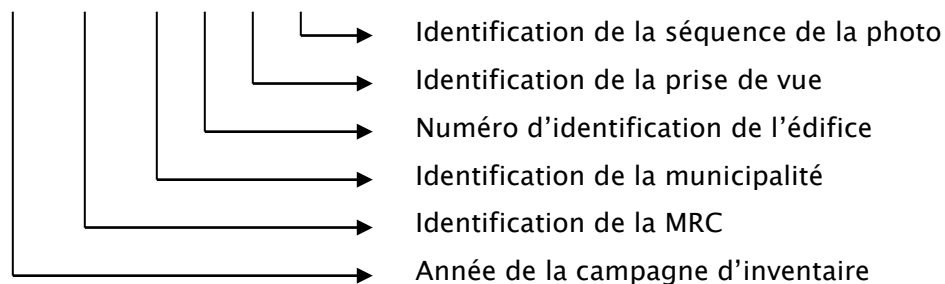 Identification de la séquence de la photo
Identification de la prise de vue
Numéro d’identification de l’édifice
Identification de la municipalité
Identification de la MRC
Année de la campagne d’inventaire